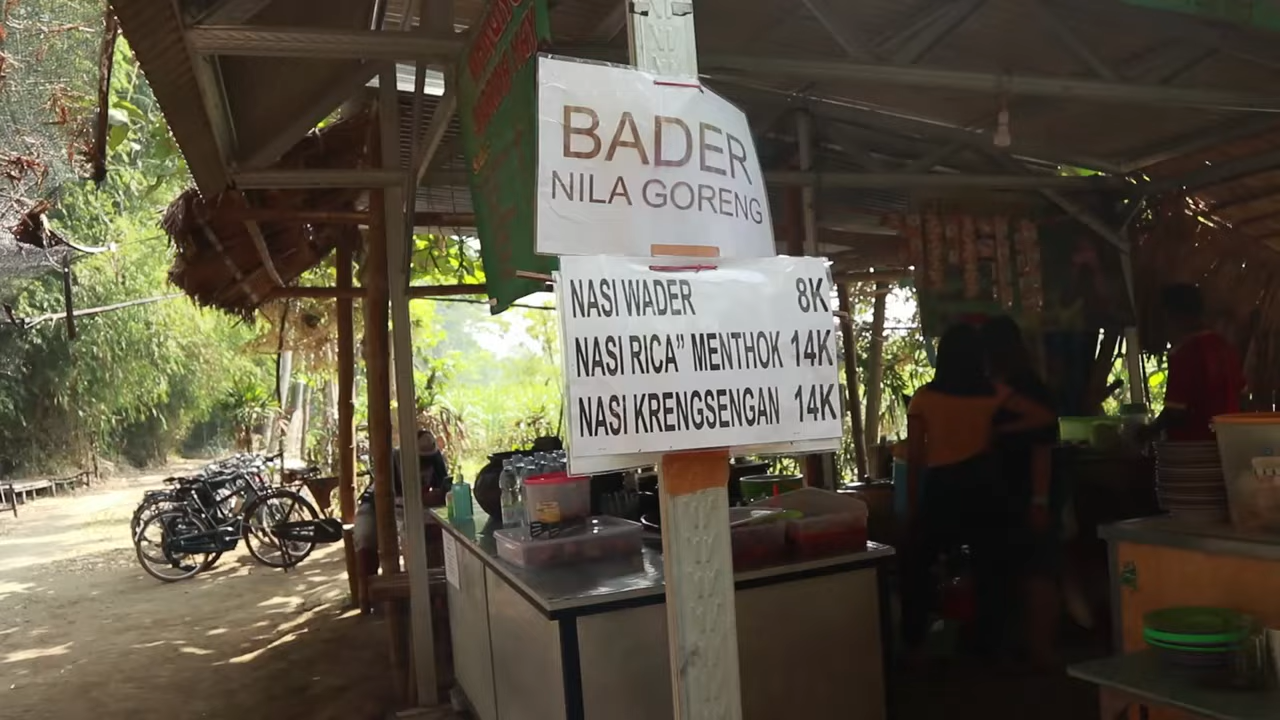 BADER
NILA GORENG
NASI WADER 8K
NASI RICA" MENTHOK 14K
NASI KRENGSENGAN 14K